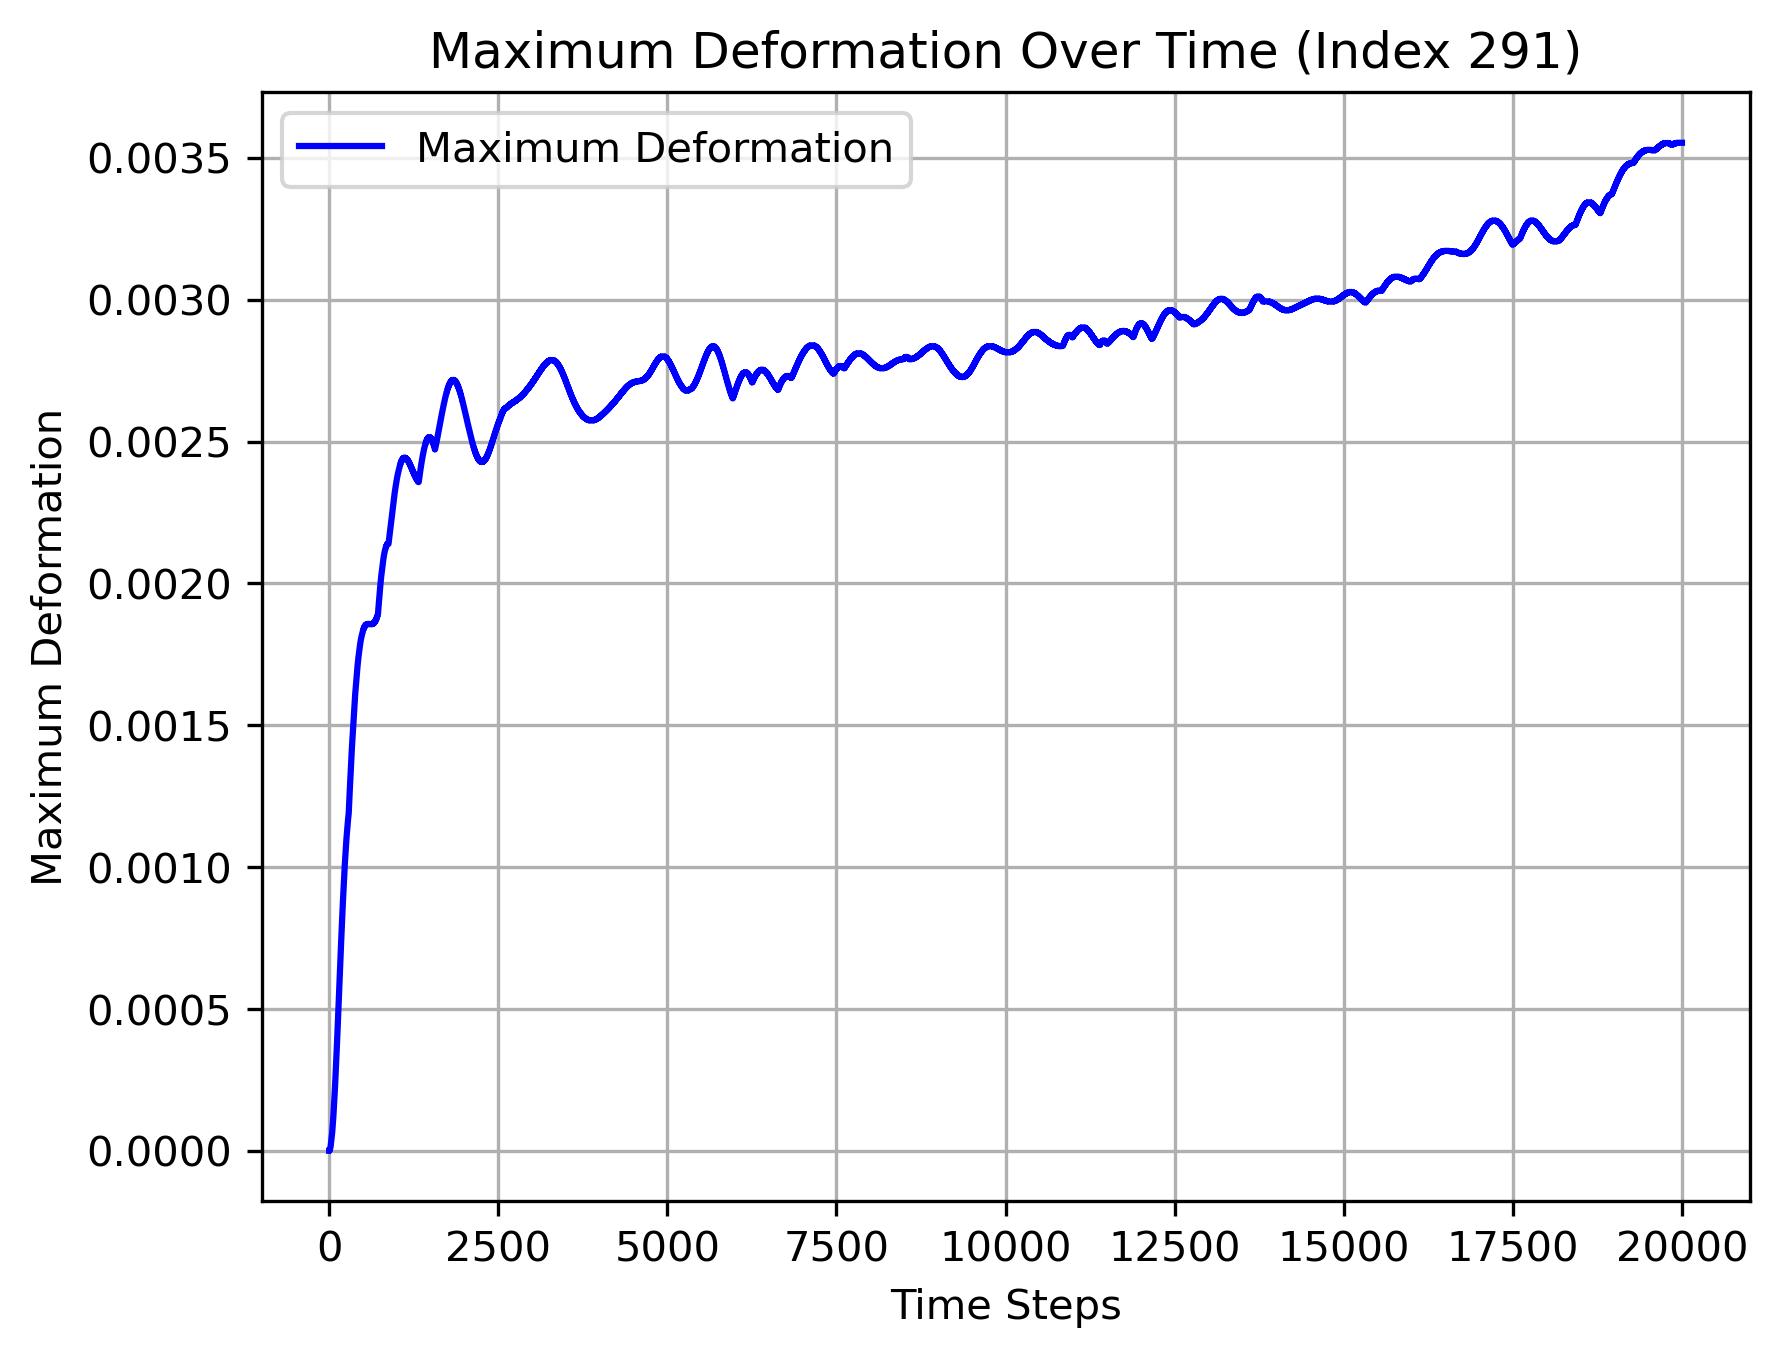 Maximum Deformation Over Time (Index 291)
Maximum Deformation
0.0035
0.0030
0.0025
0.0020
0.0015
0.0010
0.0005
0.0000
Maximum Deformation
0 2500 5000 7500 10000 12500 15000 17500 20000
Time Steps